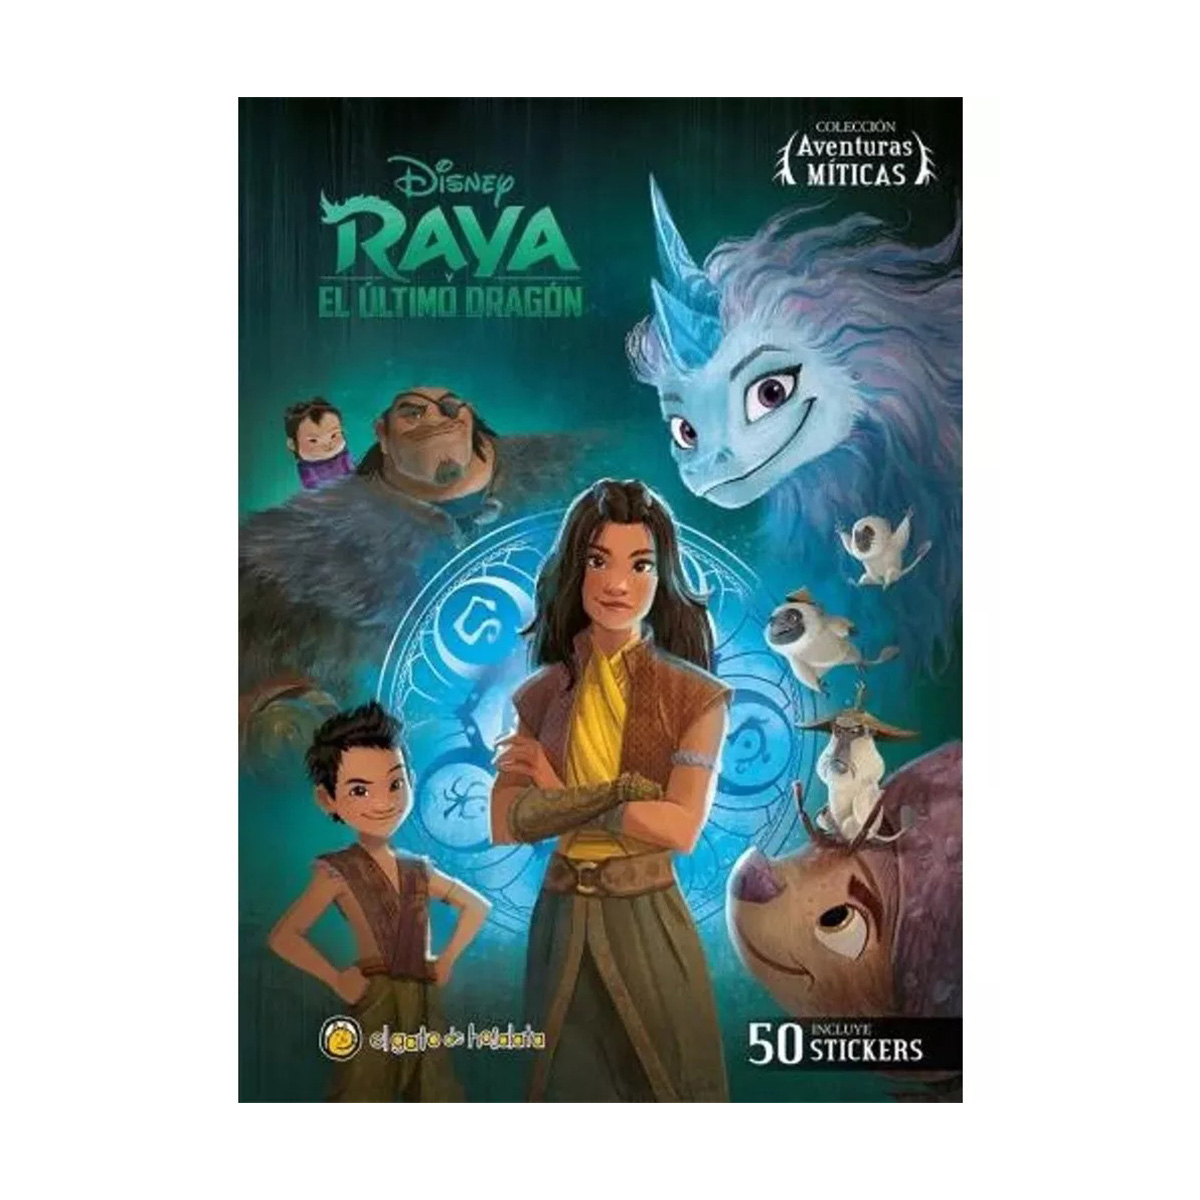 COLECCIÓN
Aventuras
MÍTICAS
DISNEY
RAYA
Y
EL ÚLTIMO DRAGÓN
el gato de hojalata
INCLUYE
50 STICKERS